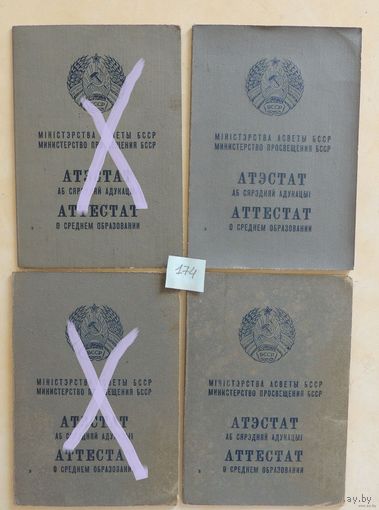 БССР
МІНІСТЭРСТВА АСВЕТЫ БССР
МИНИСТЕРСТВО ПРОСВЕЩЕНИЯ БССР
АТЭСТАТ
АБ СЯРЭДНЯЙ АДУКАЦЫІ
АТТЕСТАТ
О СРЕДНЕМ ОБРАЗОВАНИИ
БССР
МІНІСТЭРСТВА АСВЕТЫ БССР
МИНИСТЕРСТВО ПРОСВЕЩЕНИЯ БССР
АТЭСТАТ
АБ СЯРЭДНЯЙ АДУКАЦЫІ
АТТЕСТАТ
О СРЕДНЕМ ОБРАЗОВАНИИ
174
БССР
МІНІСТЭРСТВА АСВЕТЫ БССР
МИНИСТЕРСТВО ПРОСВЕЩЕНИЯ БССР
АТЭСТАТ
АБ СЯРЭДНЯЙ АДУКАЦЫІ
АТТЕСТАТ
О СРЕДНЕМ ОБРАЗОВАНИИ
БССР
МІНІСТЭРСТВА АСВЕТЫ БССР
МИНИСТЕРСТВО ПРОСВЕЩЕНИЯ БССР
АТЭСТАТ
АБ СЯРЭДНЯЙ АДУКАЦЫІ
АТТЕСТАТ
О СРЕДНЕМ ОБРАЗОВАНИИ
ay.by